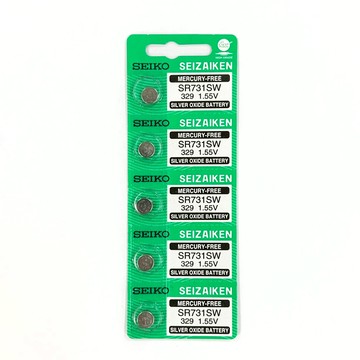 SEIKO SEIZAIKEN
MERCURY-FREE
SR731SW
329 1.55V
SILVER OXIDE BATTERY
SEIKO SEIZAIKEN
MERCURY-FREE
SR731SW
329 1.55V
SILVER OXIDE BATTERY
SEIKO SEIZAIKEN
MERCURY-FREE
SR731SW
329 1.55V
SILVER OXIDE BATTERY
SEIKO SEIZAIKEN
MERCURY-FREE
SR731SW
329 1.55V
SILVER OXIDE BATTERY
SEIKO SEIZAIKEN
MERCURY-FREE
SR731SW
329 1.55V
SILVER OXIDE BATTERY